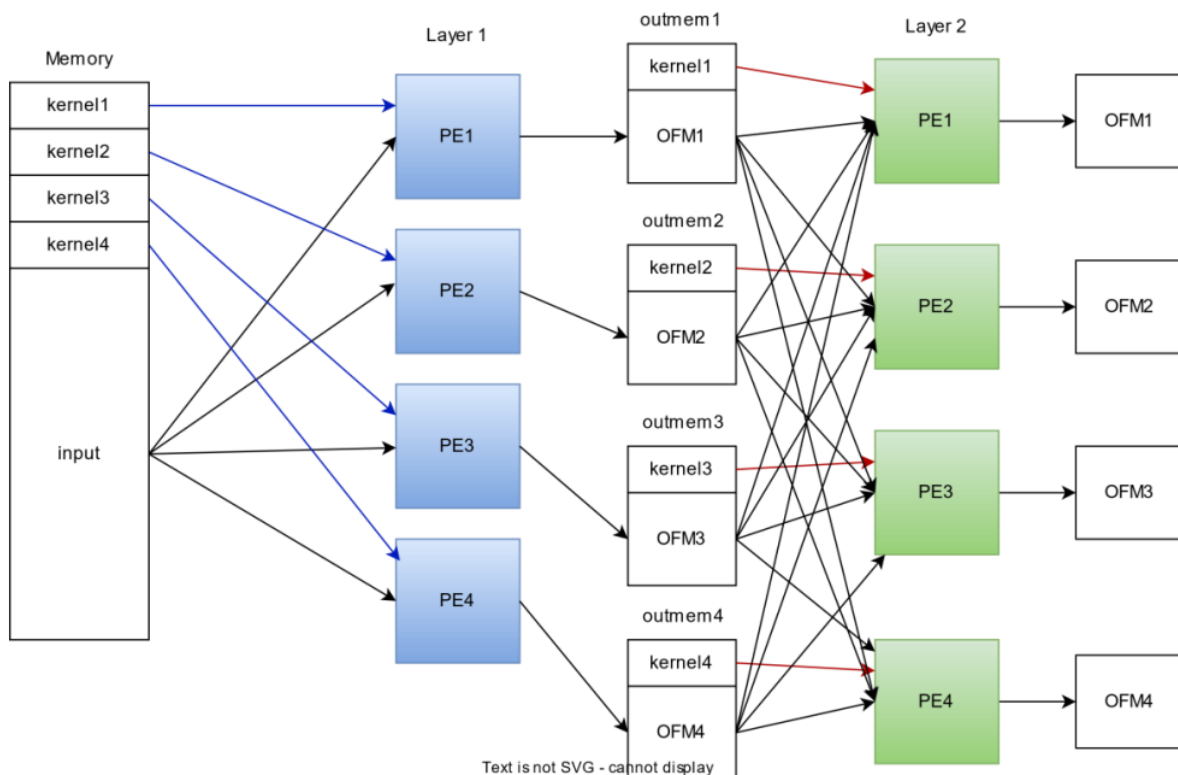 Memory
kernel1
kernel2
kernel3
kernel4
input
Layer 1
PE1
PE2
PE3
PE4
outmem1
kernel1
OFM1
outmem2
kernel2
OFM2
outmem3
kernel3
OFM3
outmem4
kernel4
OFM4
Layer 2
PE1
PE2
PE3
PE4
OFM1
OFM2
OFM3
OFM4
Text is not SVG - cannot display